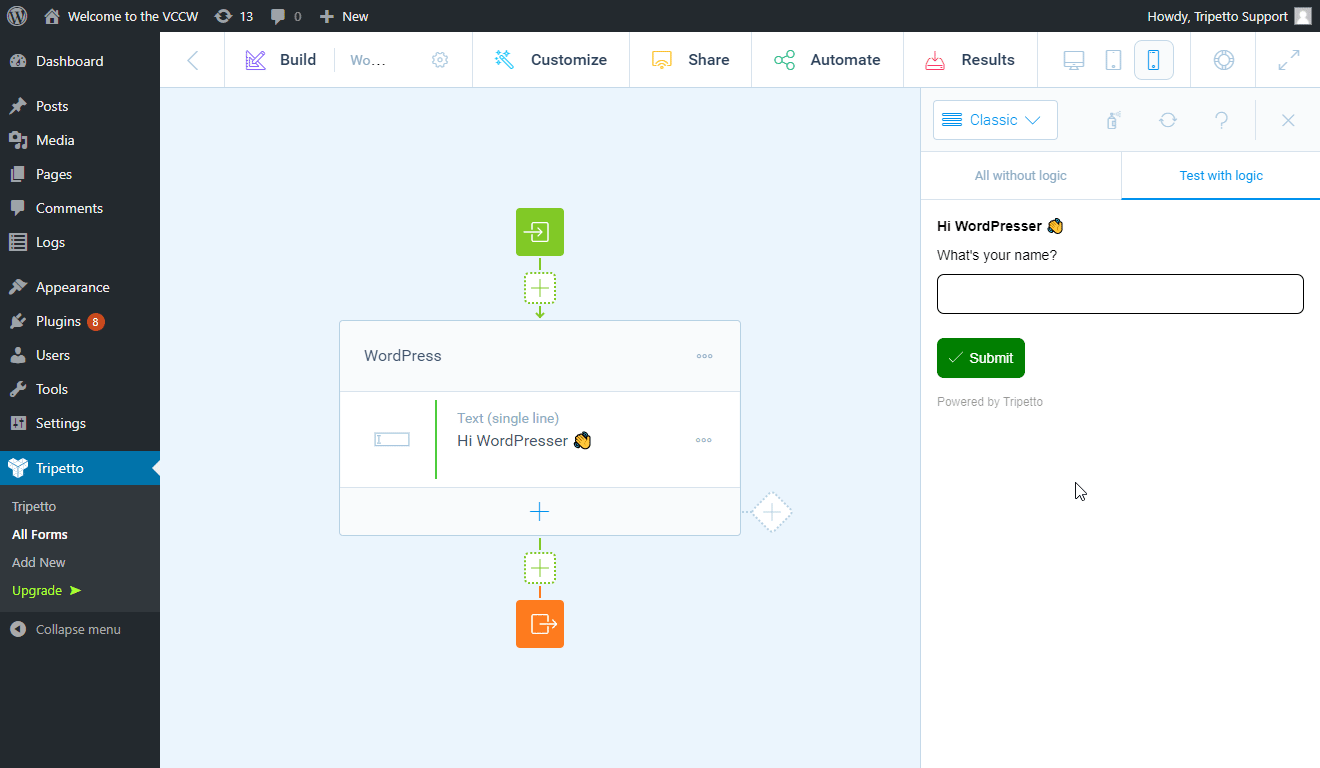 Welcome to the VCCW 13 0 New Howdy, Tripetto Support
Dashboard
Posts
Media
Pages
Comments
Logs
Appearance
Plugins 8
Users
Tools
Settings
Tripetto
Tripetto
All Forms
Add New
Upgrade ➤
Collapse menu
Build Wo... Customize Share Automate Results
WordPress
Text (single line)
Hi WordPresser 👏
Classic
All without logic Test with logic
Hi WordPresser 👏
What's your name?
Submit
Powered by Tripetto